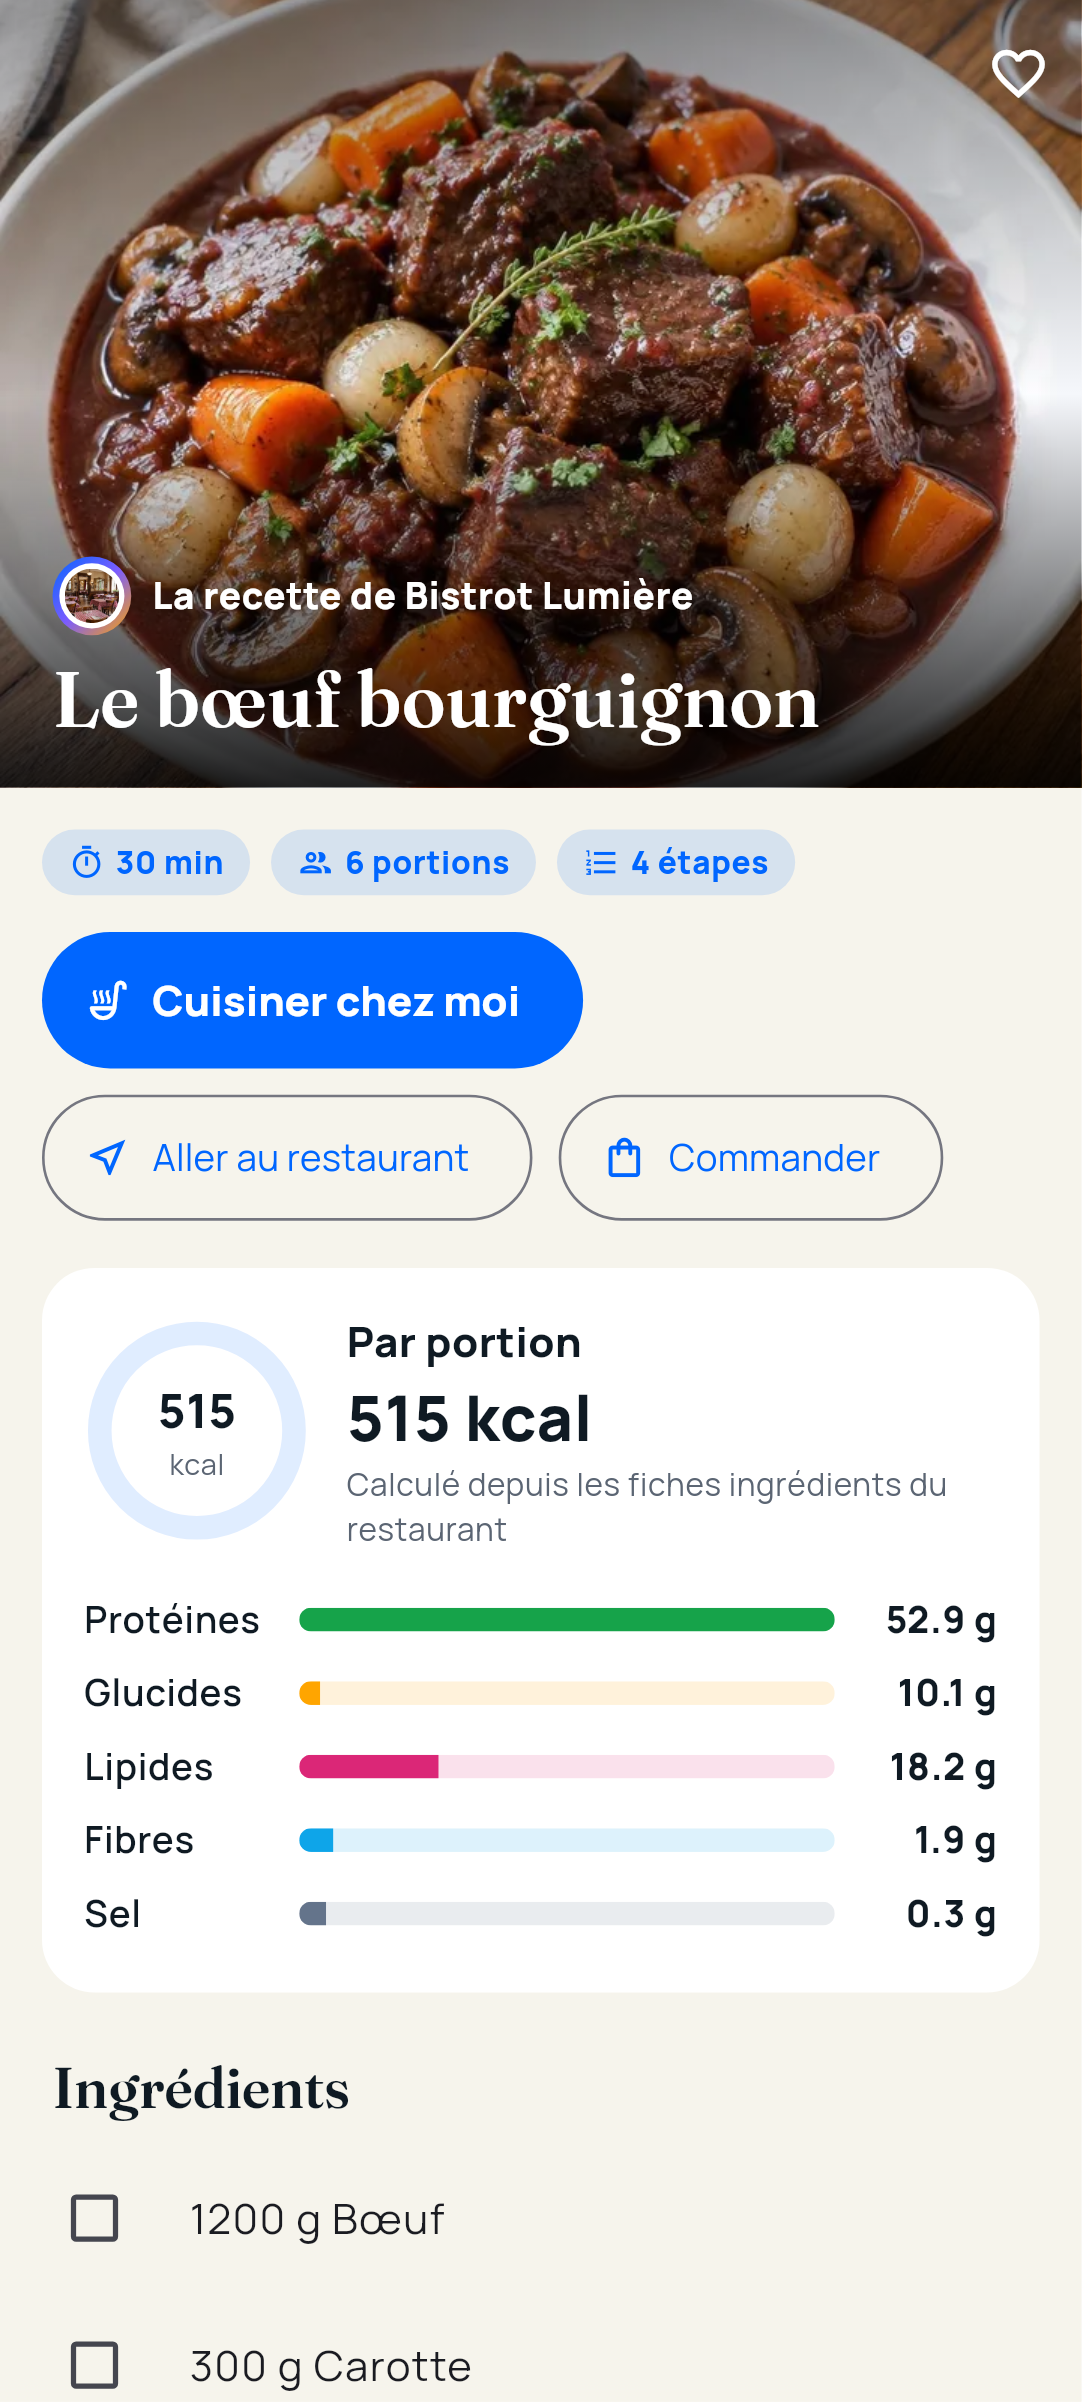 La recette de Bistrot Lumière
Le bœuf bourguignon
30 min
6 portions
4 étapes
Cuisiner chez moi
Aller au restaurant
Commander
515
kcal
Par portion
515 kcal
Calculé depuis les fiches ingrédients du
restaurant
Protéines 52.9 g
Glucides 10.1 g
Lipides 18.2 g
Fibres 1.9 g
Sel 0.3 g
Ingrédients
1200 g Bœuf
300 g Carotte